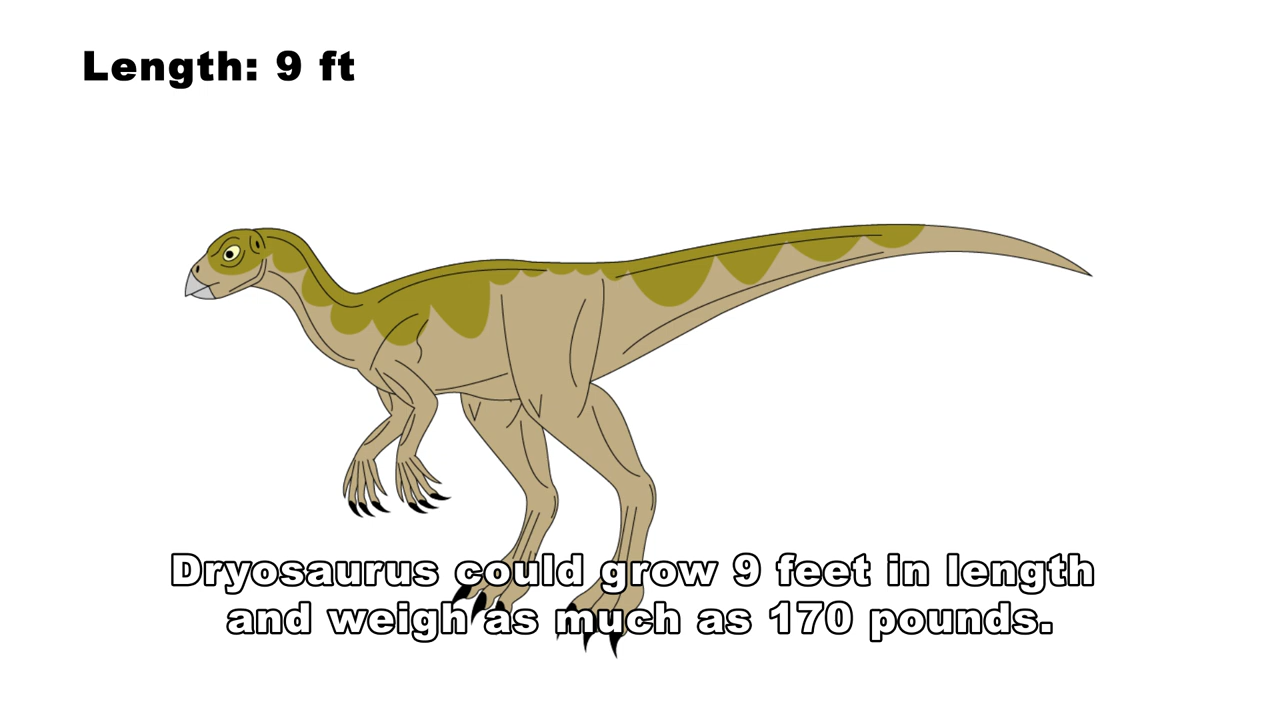 Length: 9 ft
Dryosaurus could grow 9 feet in length
and weigh as much as 170 pounds.